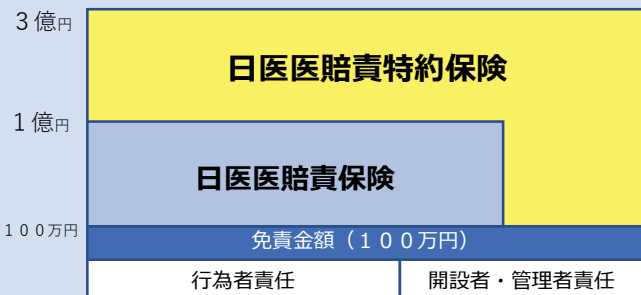 ３億円
日医医賠責特約保険
１億円
日医医賠責保険
１００万円
免責金額（１００万円）
行為者責任
開設者・管理者責任